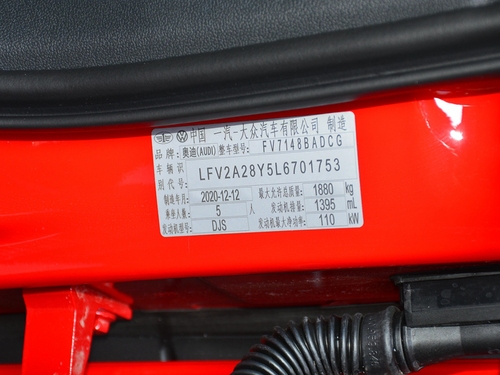 中国 一汽-大众汽车有限公司 制造
品 牌: 奥迪(AUDI) 整车型号: FV7148BADCG
车 辆 识 别 代 号: LFV2A28Y5L6701753
制造年月 2020-12-12 最大允许总质量: 1880 kg
乘坐人数: 5 人 发动机排量: 1395 mL
发动机型号: DJS 发动机最大净功率: 110 kW